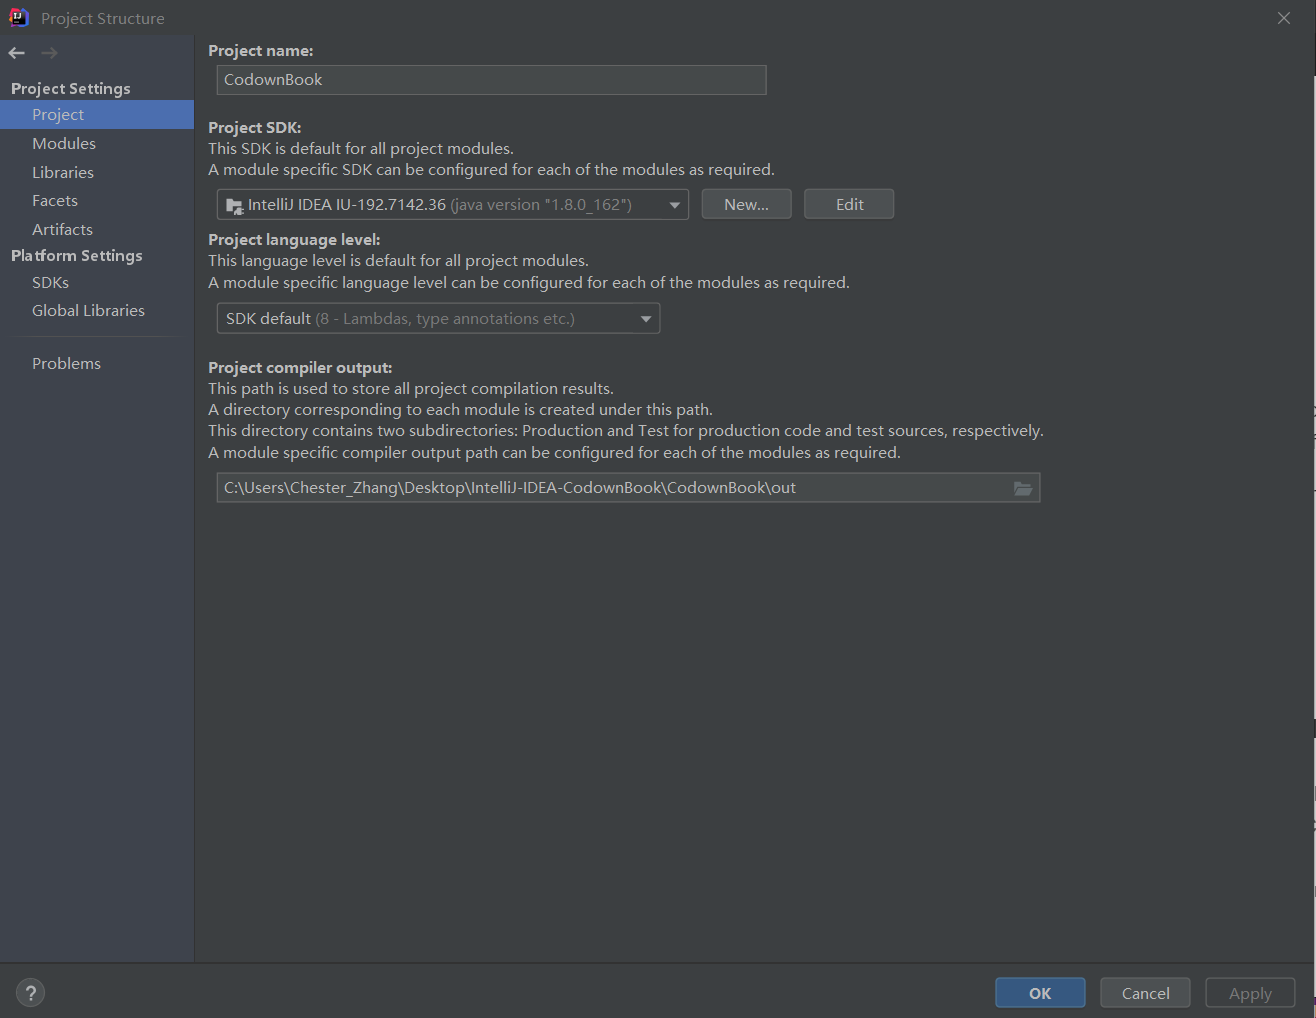 Project Structure
Project Settings
Project
Modules
Libraries
Facets
Artifacts
Platform Settings
SDKs
Global Libraries
Problems
Project name:
CodownBook
Project SDK:
This SDK is default for all project modules.
A module specific SDK can be configured for each of the modules as required.
IntelliJ IDEA IU-192.7142.36 (java version "1.8.0_162")
New...
Edit
Project language level:
This language level is default for all project modules.
A module specific language level can be configured for each of the modules as required.
SDK default (8 - Lambdas, type annotations etc.)
Project compiler output:
This path is used to store all project compilation results.
A directory corresponding to each module is created under this path.
This directory contains two subdirectories: Production and Test for production code and test sources, respectively.
A module specific compiler output path can be configured for each of the modules as required.
C:\Users\Chester_Zhang\Desktop\IntelliJ-IDEA-CodownBook\CodownBook\out
?
OK
Cancel
Apply